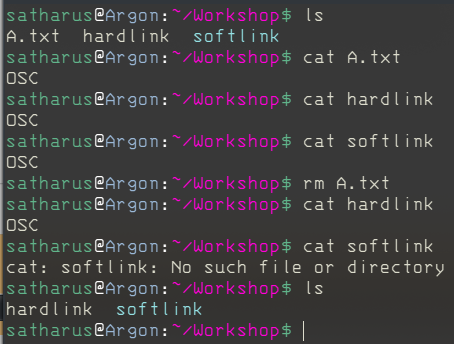 satharus@Argon:~/Workshop$ ls
A.txt  hardlink  softlink
satharus@Argon:~/Workshop$ cat A.txt
OSC
satharus@Argon:~/Workshop$ cat hardlink
OSC
satharus@Argon:~/Workshop$ cat softlink
OSC
satharus@Argon:~/Workshop$ rm A.txt
satharus@Argon:~/Workshop$ cat hardlink
OSC
satharus@Argon:~/Workshop$ cat softlink
cat: softlink: No such file or directory
satharus@Argon:~/Workshop$ ls
hardlink  softlink
satharus@Argon:~/Workshop$